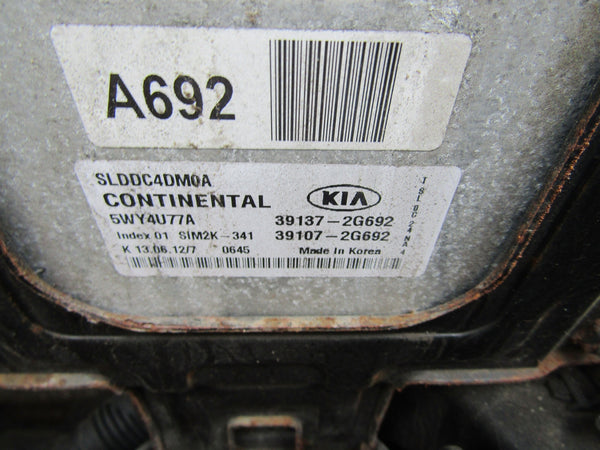 A692
SLDDC4DM0A
CONTINENTAL KIA
5WY4U77A 39137-2G692
Index 01 SIM2K-341 39107-2G692
K 13.06.12/7 0645 Made In Korea